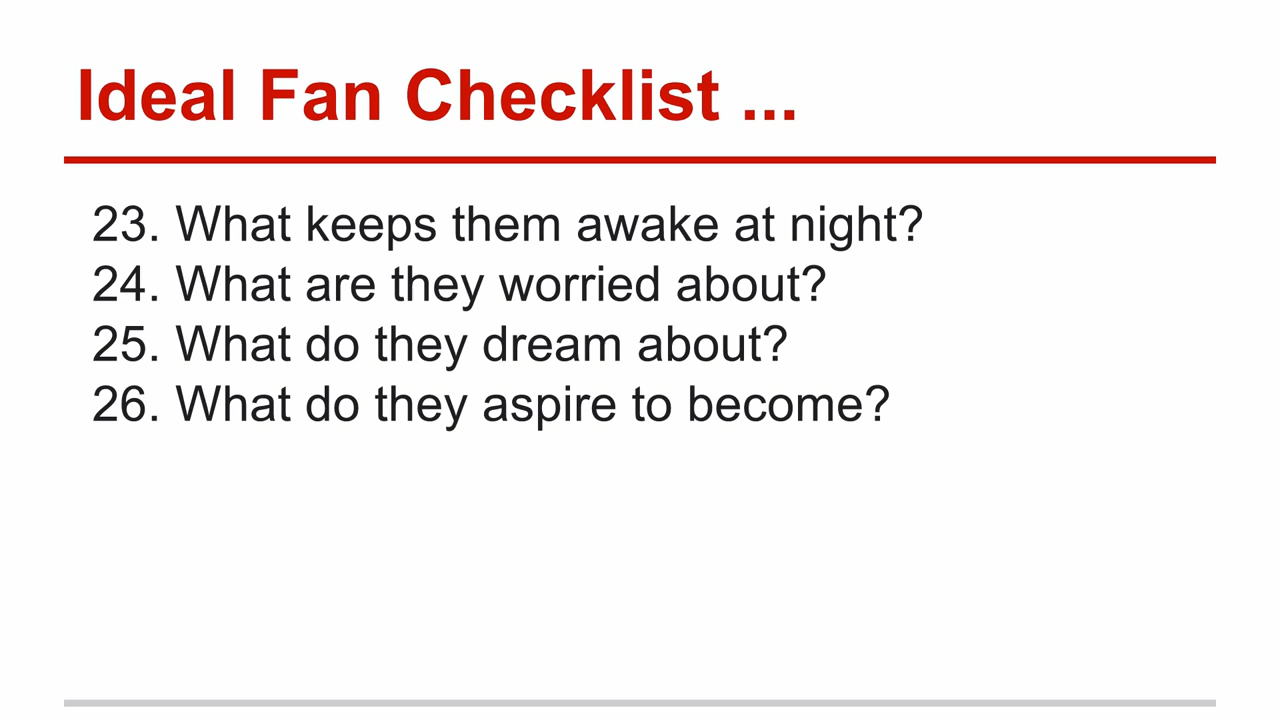 Ideal Fan Checklist ...
23. What keeps them awake at night?
24. What are they worried about?
25. What do they dream about?
26. What do they aspire to become?